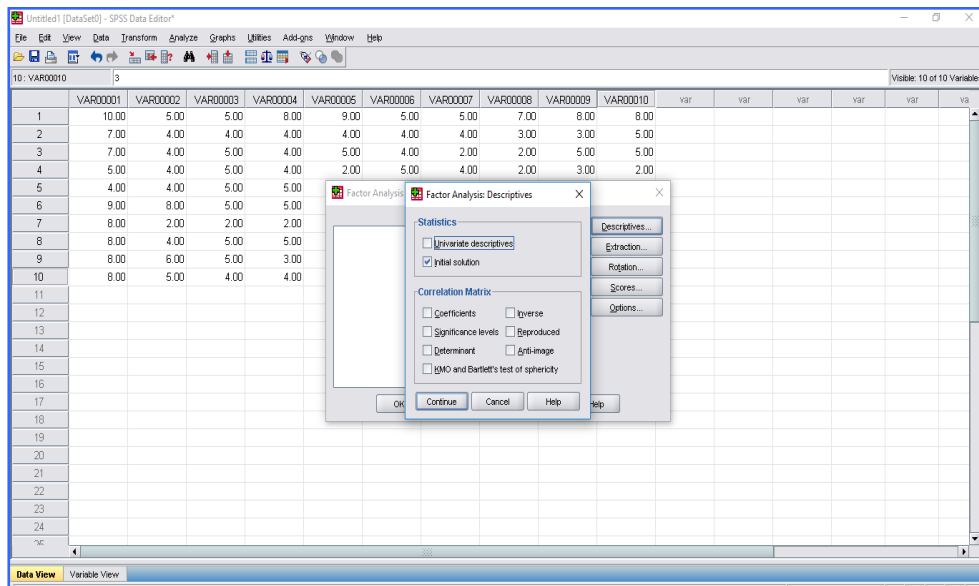 Untitled1 [DataSet0] - SPSS Data Editor*
File Edit View Data Transform Analyze Graphs Utilities Add-ons Window Help
10 : VAR00010 3 Visible: 10 of 10 Variable
VAR00001 VAR00002 VAR00003 VAR00004 VAR00005 VAR00006 VAR00007 VAR00008 VAR00009 VAR00010 var var var var var va
1 10.00 5.00 5.00 8.00 9.00 5.00 5.00 7.00 8.00 8.00
2 7.00 4.00 4.00 4.00 4.00 4.00 4.00 3.00 3.00 5.00
3 7.00 4.00 5.00 4.00 5.00 4.00 2.00 2.00 5.00 5.00
4 5.00 4.00 5.00 4.00 2.00 5.00 4.00 2.00 3.00 2.00
5 4.00 4.00 5.00 5.00
6 9.00 8.00 5.00 5.00
7 8.00 2.00 2.00 2.00
8 8.00 4.00 5.00 5.00
9 8.00 6.00 5.00 3.00
10 8.00 5.00 4.00 4.00
11
12
13
14
15
16
17
18
19
20
21
22
23
24
Factor Analysis
Descriptives...
Extraction...
Rotation...
Scores...
Options...
OK
Help
Factor Analysis: Descriptives
Statistics
Univariate descriptives
Initial solution
Correlation Matrix
Coefficients Inverse
Significance levels Reproduced
Determinant Anti-image
KMO and Bartlett's test of sphericity
Continue Cancel Help
Data View Variable View